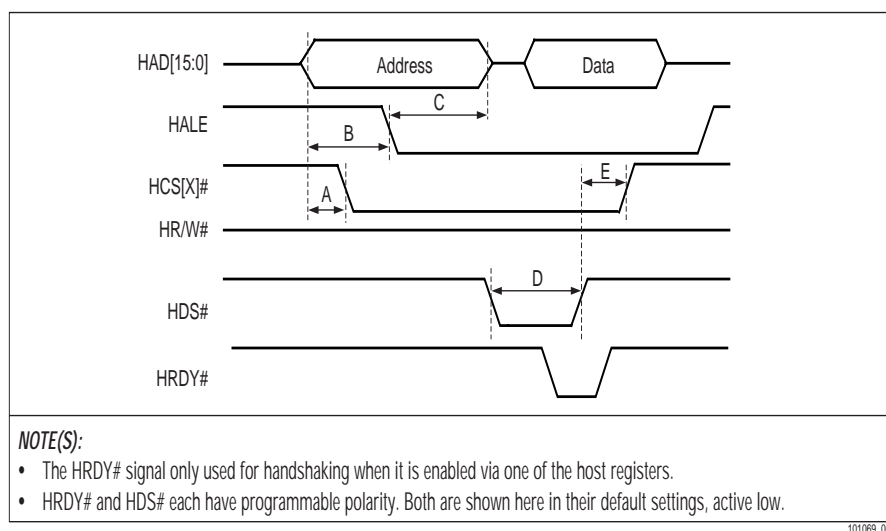 HAD[15:0]
Address
Data
C
HALE
B
E
HCS[X]#
A
HR/W#
D
HDS#
HRDY#
NOTE(S):
• The HRDY# signal only used for handshaking when it is enabled via one of the host registers.
• HRDY# and HDS# each have programmable polarity. Both are shown here in their default settings, active low.